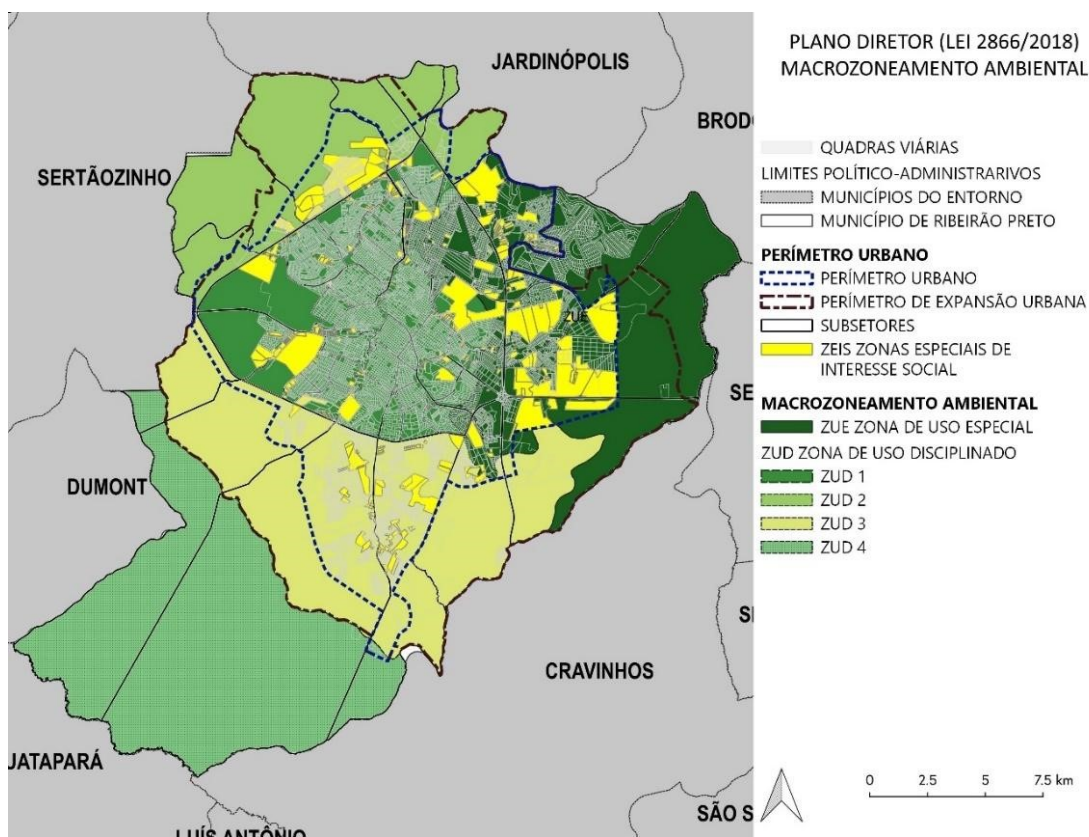 PLANO DIRETOR (LEI 2866/2018)
MACROZONEAMENTO AMBIENTAL
JARDINÓPOLIS
BROD
SERTÃOZINHO
ZUE
SE
DUMONT
SI
CRAVINHOS
JATAPARÁ
SÃO S
LUÍS ANTÔNIO
QUADRAS VIÁRIAS
LIMITES POLÍTICO-ADMINISTRARIVOS
MUNICÍPIOS DO ENTORNO
MUNICÍPIO DE RIBEIRÃO PRETO
PERÍMETRO URBANO
PERÍMETRO URBANO
PERÍMETRO DE EXPANSÃO URBANA
SUBSETORES
ZEIS ZONAS ESPECIAIS DE
INTERESSE SOCIAL
MACROZONEAMENTO AMBIENTAL
ZUE ZONA DE USO ESPECIAL
ZUD ZONA DE USO DISCIPLINADO
ZUD 1
ZUD 2
ZUD 3
ZUD 4
0 2.5 5 7.5 km